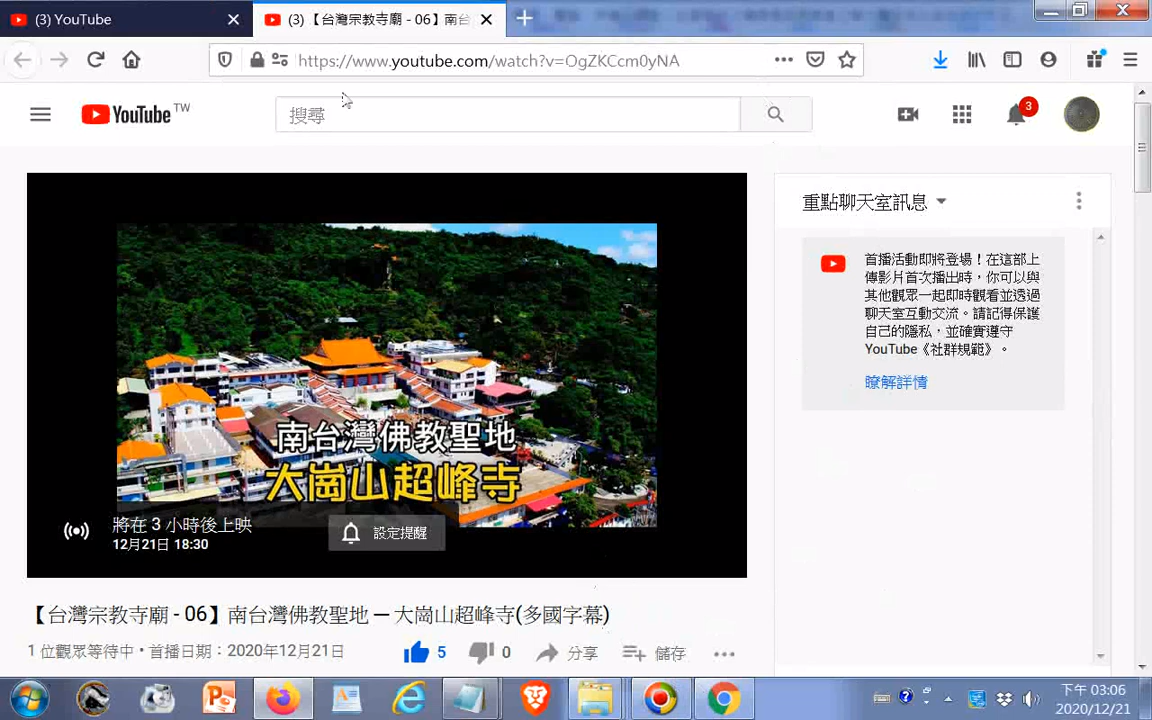 (3) YouTube
(3) 【台灣宗教寺廟 - 06】南台
https://www.youtube.com/watch?v=OgZKCcm0yNA
YouTube TW
搜尋
3
重點聊天室訊息
首播活動即將登場！在這部上
傳影片首次播出時，你可以與
其他觀眾一起即時觀看並透過
聊天室互動交流。請記得保護
自己的隱私，並確實遵守
YouTube《社群規範》。
瞭解詳情
南台灣佛教聖地
大崗山超峰寺
將在 3 小時後上映
12月21日 18:30
設定提醒
【台灣宗教寺廟 - 06】南台灣佛教聖地 — 大崗山超峰寺(多國字幕)
1 位觀眾等待中 • 首播日期：2020年12月21日
5
0
分享
儲存
下午 03:06
2020/12/21